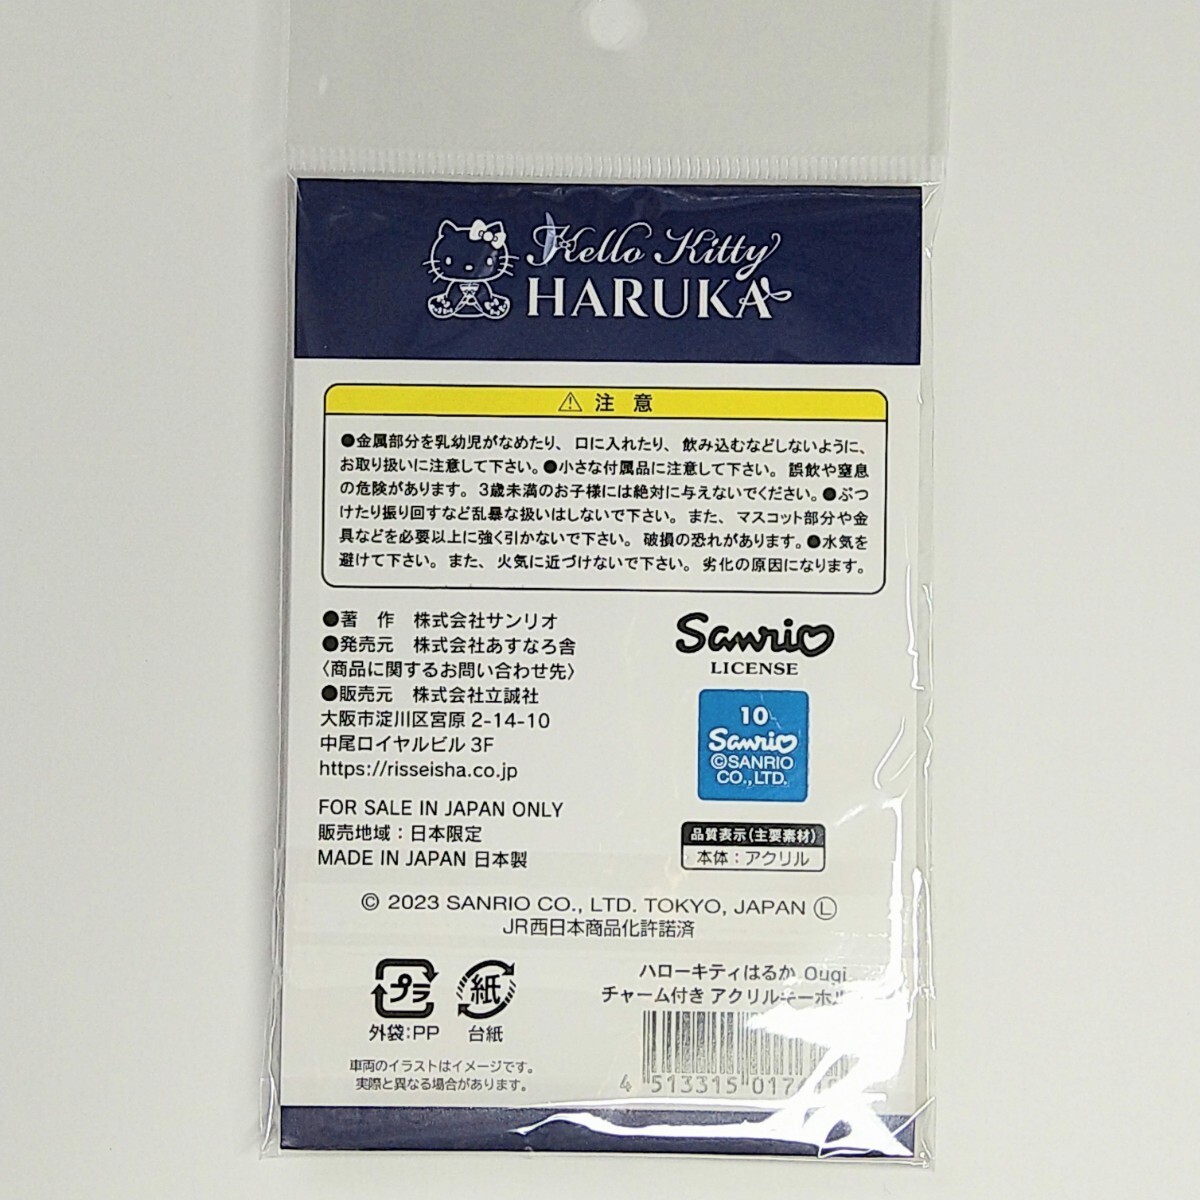 Hello Kitty
HARUKA
⚠ 注意
●金属部分を乳幼児がなめたり、口に入れたり、飲み込むなどしないように、
お取り扱いに注意して下さい。●小さな付属品に注意して下さい。誤飲や窒息
の危険があります。3歳未満のお子様には絶対に与えないでください。●ぶつ
けたり振り回すなど乱暴な扱いはしないで下さい。また、マスコット部分や金
具などを必要以上に強く引かないで下さい。破損の恐れがあります。●水気を
避けて下さい。また、火気に近づけないで下さい。劣化の原因になります。
●著　作　株式会社サンリオ
●発売元　株式会社あすなろ舎
〈商品に関するお問い合わせ先〉
●販売元　株式会社立誠社
大阪市淀川区宮原 2-14-10
中尾ロイヤルビル 3F
https://risseisha.co.jp
FOR SALE IN JAPAN ONLY
販売地域：日本限定
MADE IN JAPAN 日本製
Sanrio
LICENSE
10
Sanrio
©SANRIO
CO.,LTD.
品質表示(主要素材)
本体：アクリル
© 2023 SANRIO CO., LTD. TOKYO, JAPAN Ⓛ
JR西日本商品化許諾済
プラ
外袋:PP
紙
台紙
車両のイラストはイメージです。
実際と異なる場合があります。
ハローキティはるか Ougi
チャーム付き アクリルキーホル
4 513315 017